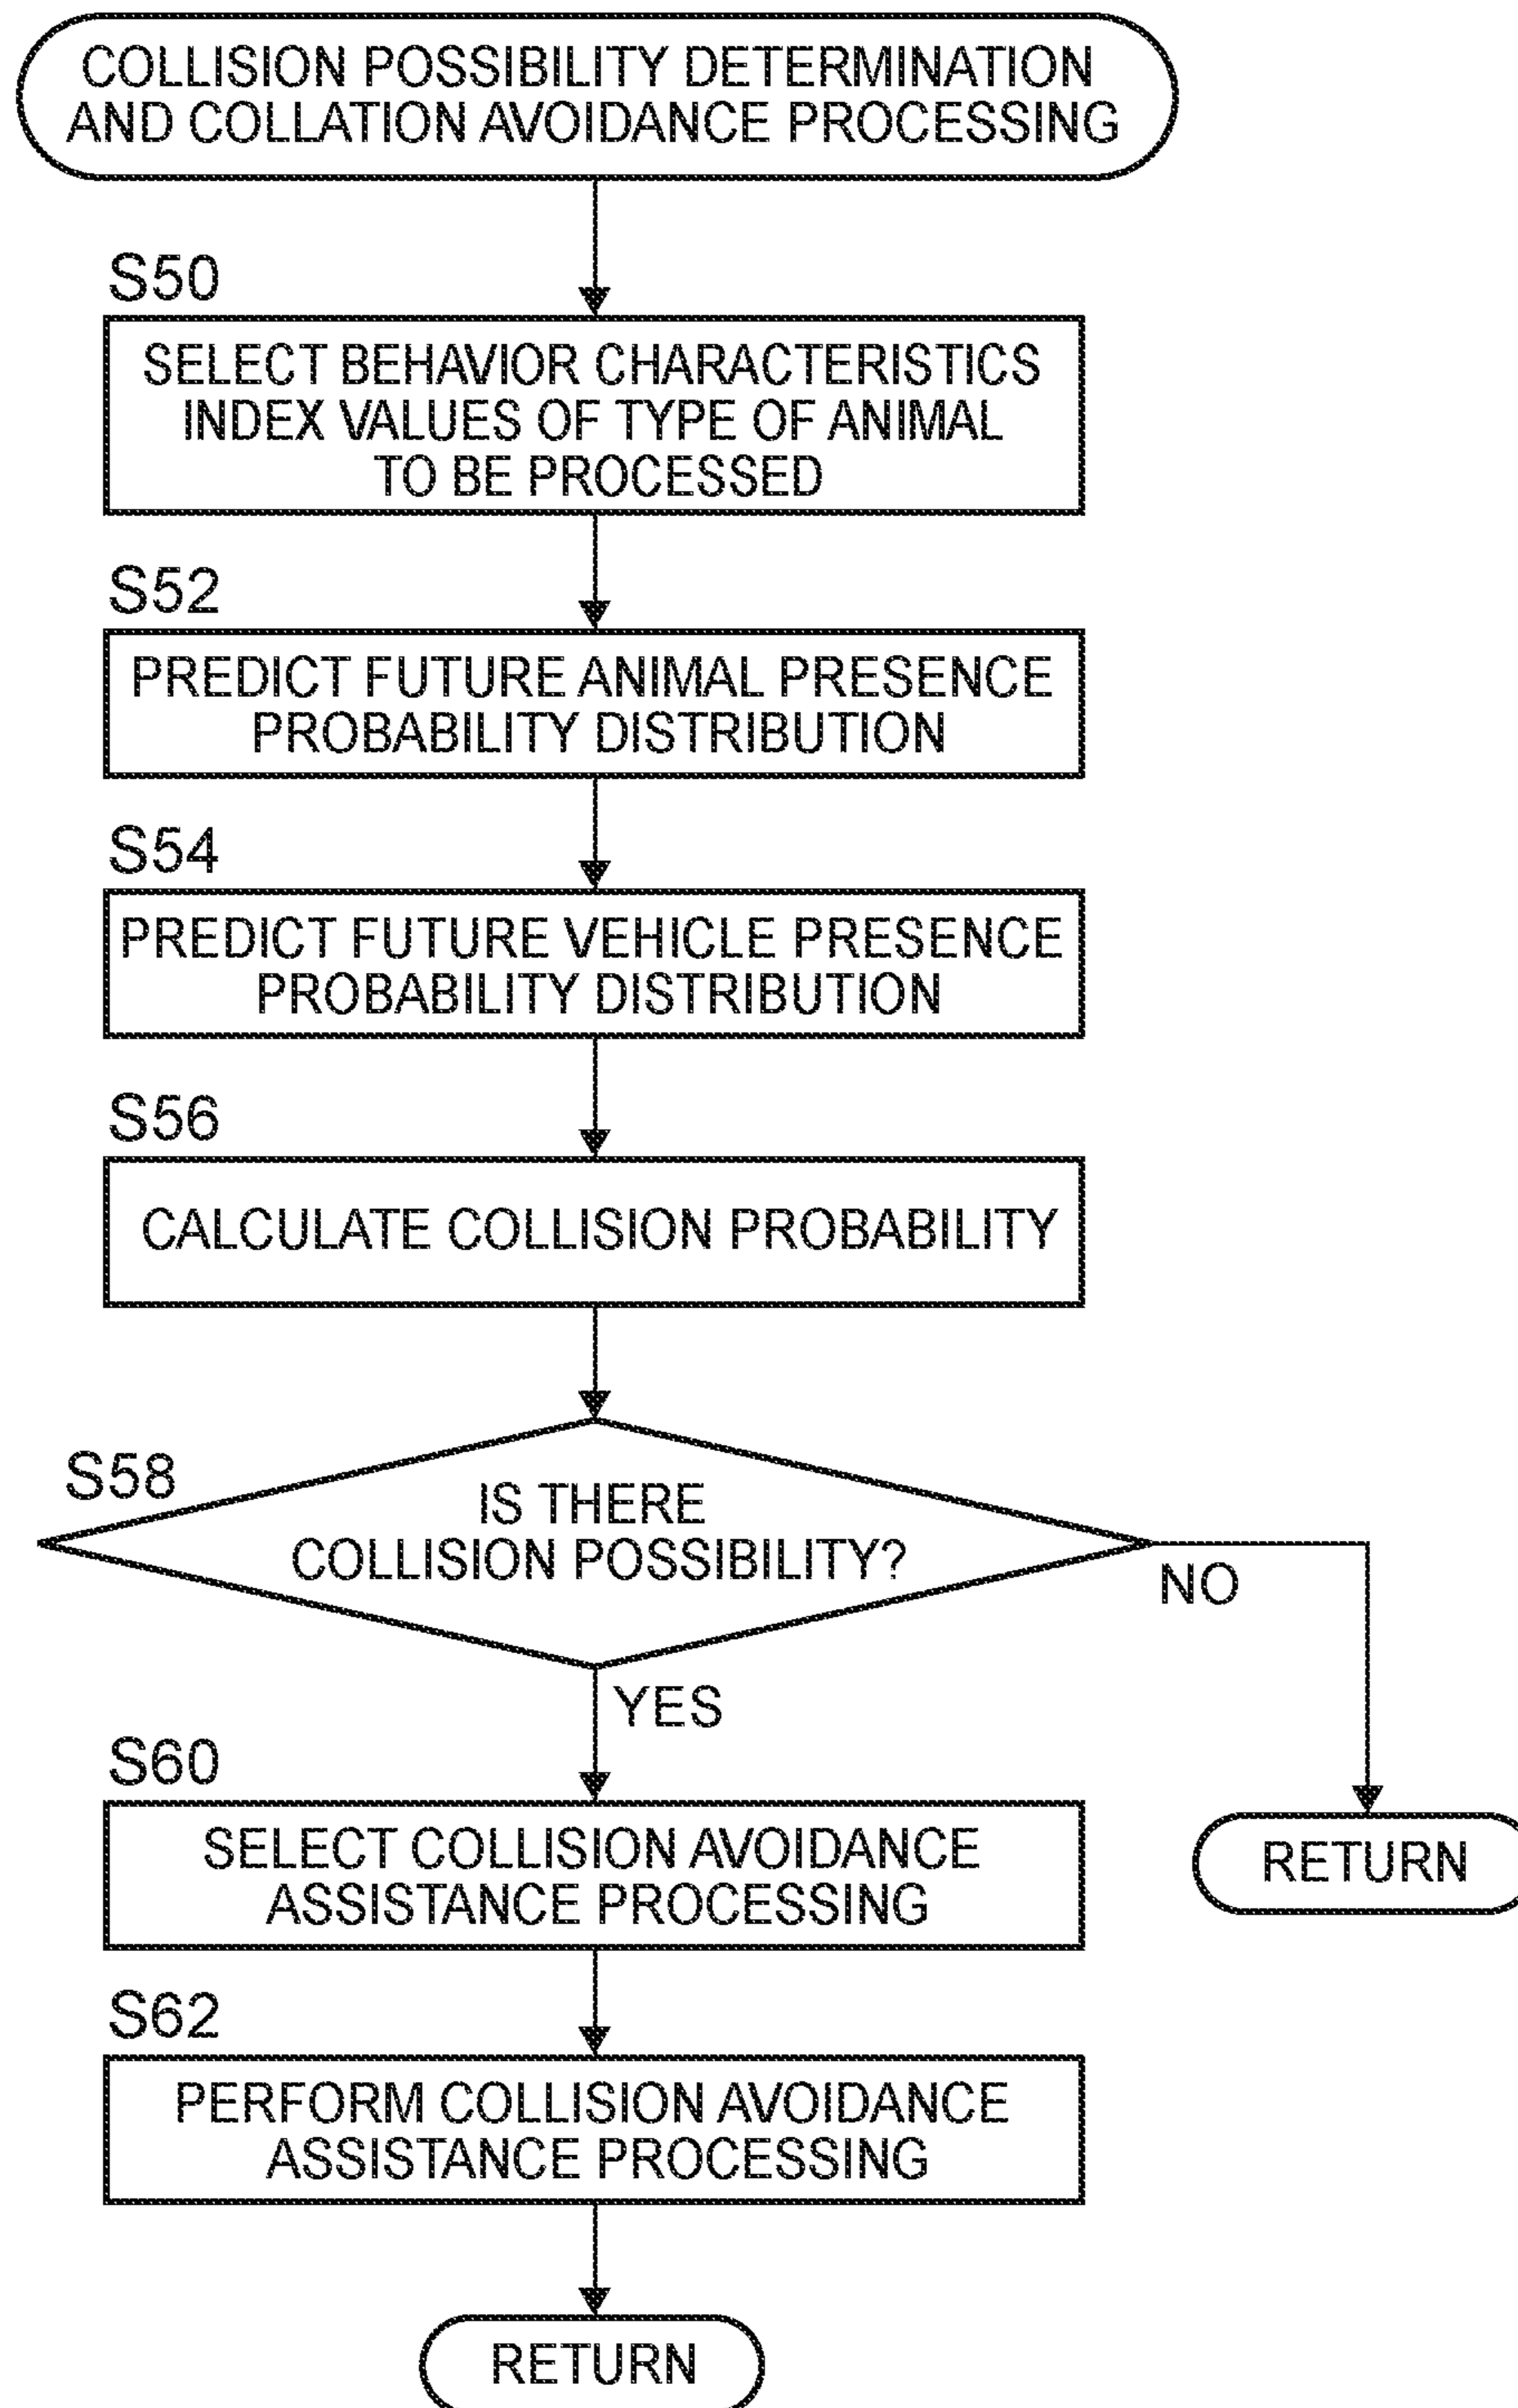 COLLISION POSSIBILITY DETERMINATION
AND COLLATION AVOIDANCE PROCESSING
S50
SELECT BEHAVIOR CHARACTERISTICS
INDEX VALUES OF TYPE OF ANIMAL
TO BE PROCESSED
S52
PREDICT FUTURE ANIMAL PRESENCE
PROBABILITY DISTRIBUTION
S54
PREDICT FUTURE VEHICLE PRESENCE
PROBABILITY DISTRIBUTION
S56
CALCULATE COLLISION PROBABILITY
S58
IS THERE
COLLISION POSSIBILITY?
NO
YES
S60
SELECT COLLISION AVOIDANCE
ASSISTANCE PROCESSING
RETURN
S62
PERFORM COLLISION AVOIDANCE
ASSISTANCE PROCESSING
RETURN